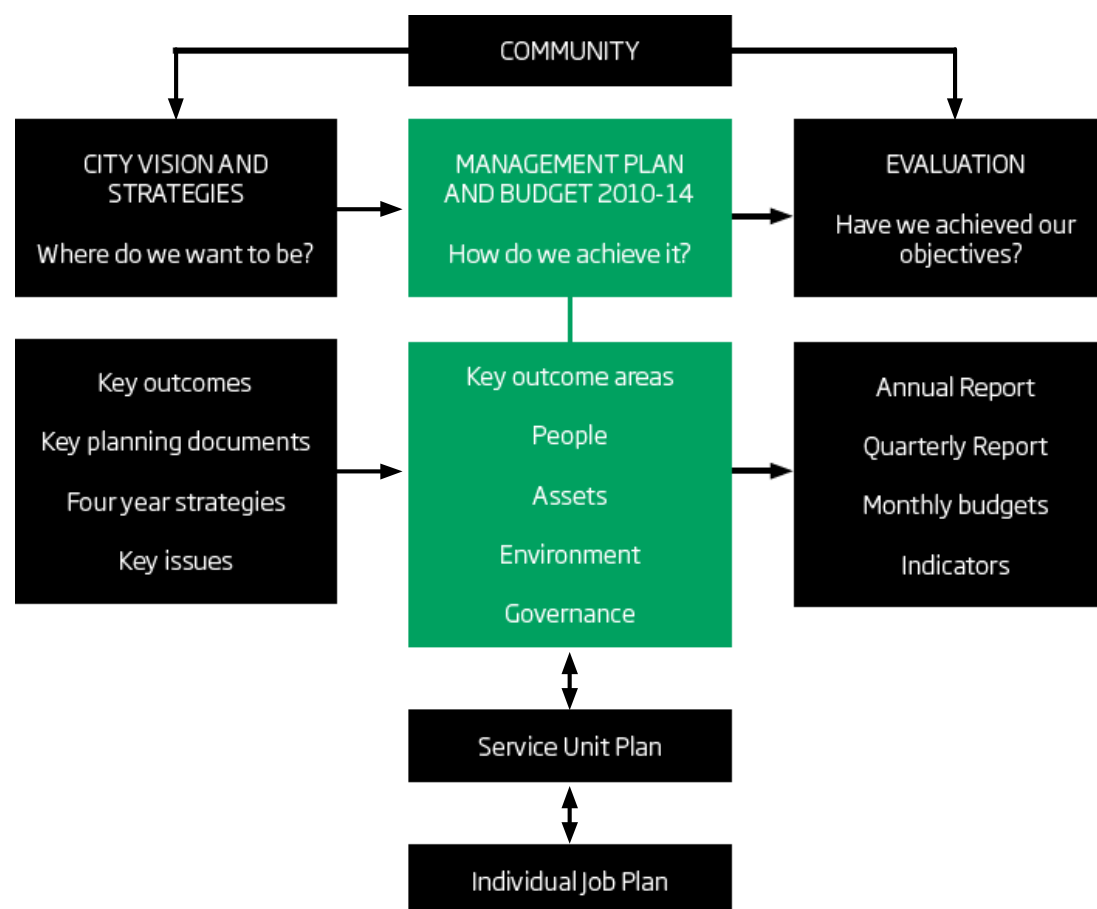 COMMUNITY
CITY VISION AND
STRATEGIES
Where do we want to be?
MANAGEMENT PLAN
AND BUDGET 2010-14
How do we achieve it?
EVALUATION
Have we achieved our
objectives?
Key outcomes
Key planning documents
Four year strategies
Key issues
Key outcome areas
People
Assets
Environment
Governance
Annual Report
Quarterly Report
Monthly budgets
Indicators
Service Unit Plan
Individual Job Plan